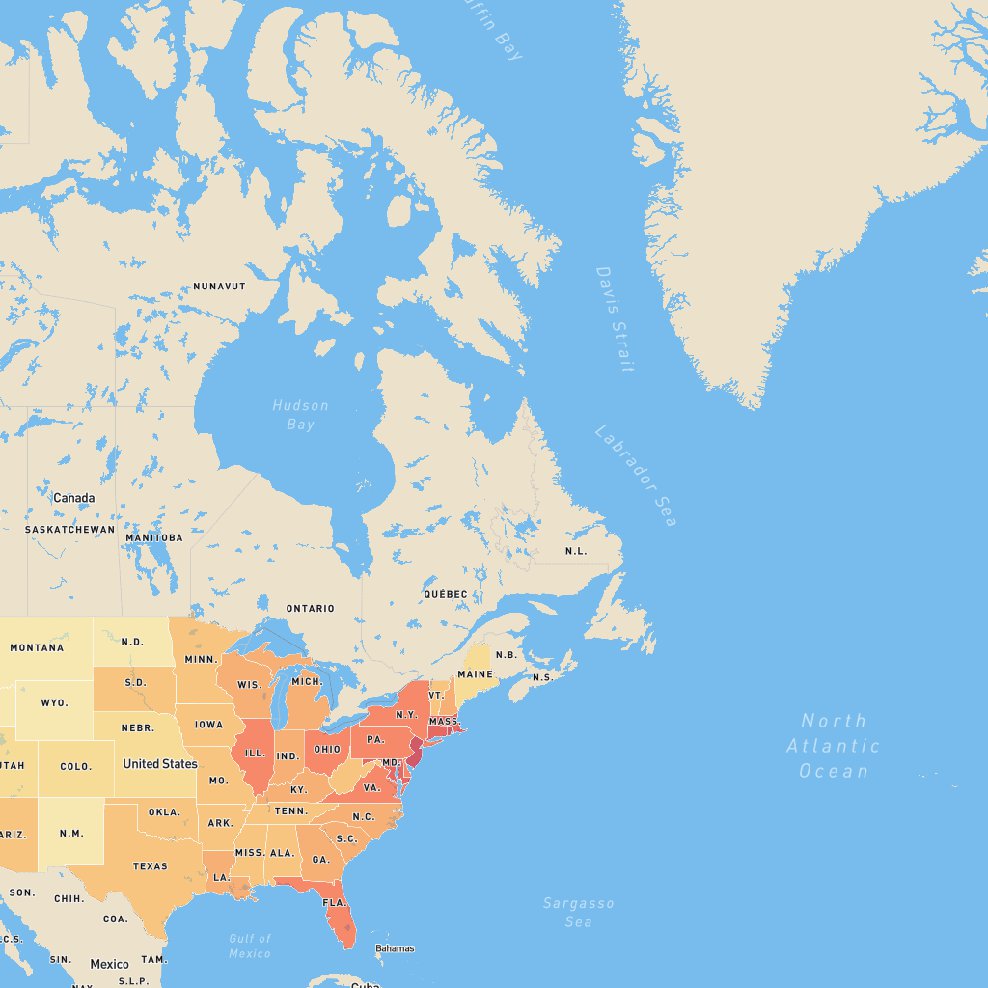 ffin Bay
NUNAVUT
Davis Strait
Hudson
Bay
Labrador Sea
Canada
SASKATCHEWAN
MANITOBA
N.L.
QUÉBEC
ONTARIO
MONTANA
N.D.
MINN.
N.B.
S.D.
WIS.
MICH.
VT.
MAINE
N.S.
WYO.
IOWA
N.Y.
MASS.
NEBR.
ILL.
IND.
OHIO
PA.
North
Atlantic
Ocean
UTAH
COLO.
United States
MD.
MO.
KY.
VA.
OKLA.
ARK.
TENN.
N.C.
ARIZ.
N.M.
S.C.
TEXAS
MISS.
ALA.
GA.
LA.
SON.
CHIH.
FLA.
Sargasso
Sea
COA.
.C.S.
Gulf of
Mexico
Bahamas
SIN.
Mexico
TAM.
S.L.P.
NAY.
Cuba